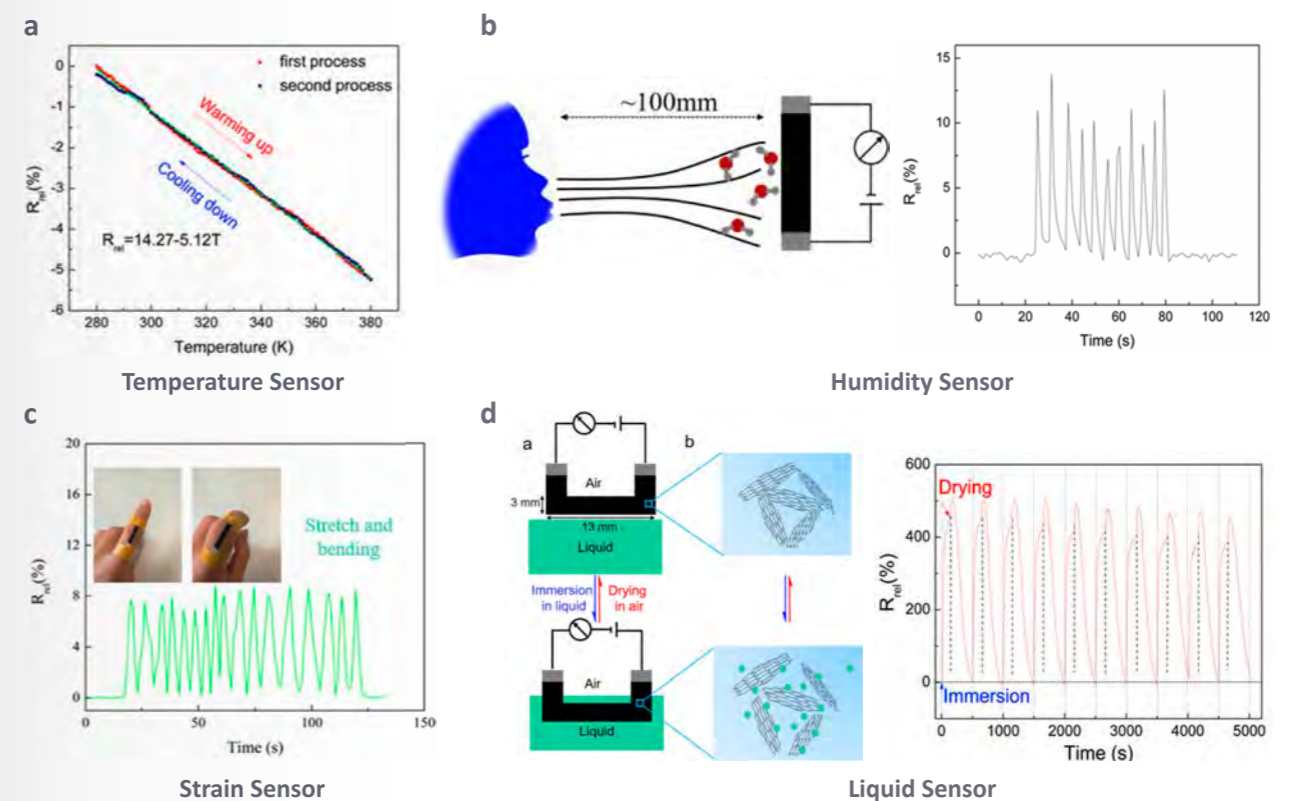 a
0
-1
-2
-3
-4
-5
-6
R_rel(%)
first process
second process
Warming up
Cooling down
R_rel=14.27-5.12T
280 300 320 340 360 380
Temperature (K)
Temperature Sensor
b
~100mm
15
10
5
0
R_rel(%)
0 20 40 60 80 100 120
Time (s)
Humidity Sensor
c
20
16
12
8
4
0
R_rel(%)
Stretch and
bending
0 50 100 150
Time (s)
Strain Sensor
d
a
b
Air
3 mm
13 mm
Liquid
Immersion
in liquid
Drying
in air
Air
Liquid
600
400
200
0
R_rel(%)
Drying
Immersion
0 1000 2000 3000 4000 5000
Time (s)
Liquid Sensor